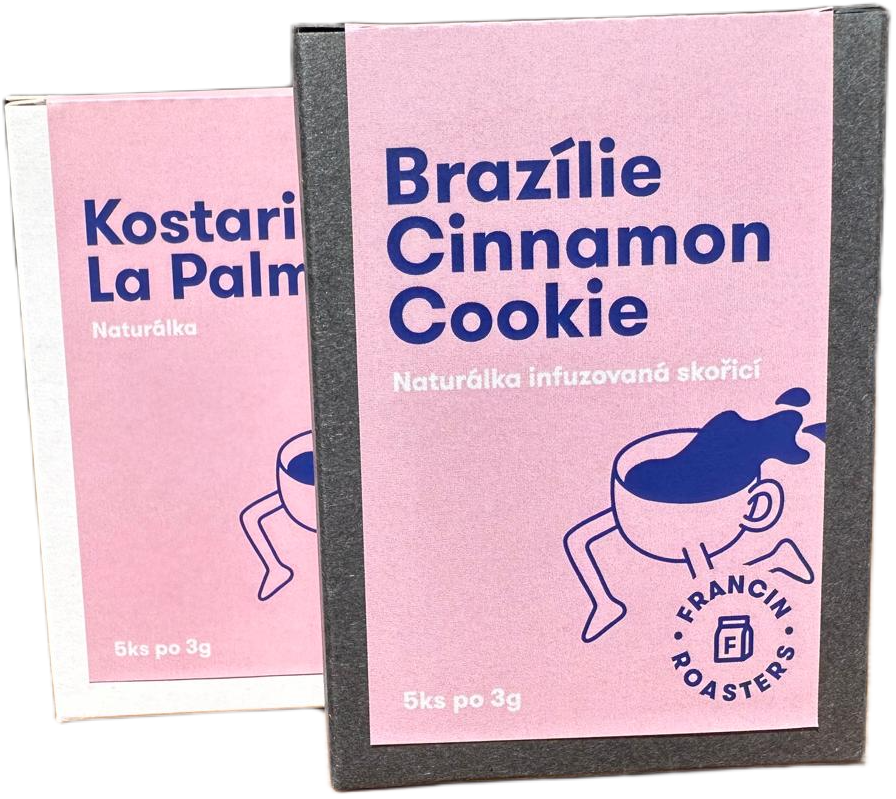 Kostari
La Palm
Naturálka
5ks po 3g
Brazílie
Cinnamon
Cookie
Naturálka infuzovaná skořicí
D
FRANCIN
F
ROASTERS
5ks po 3g